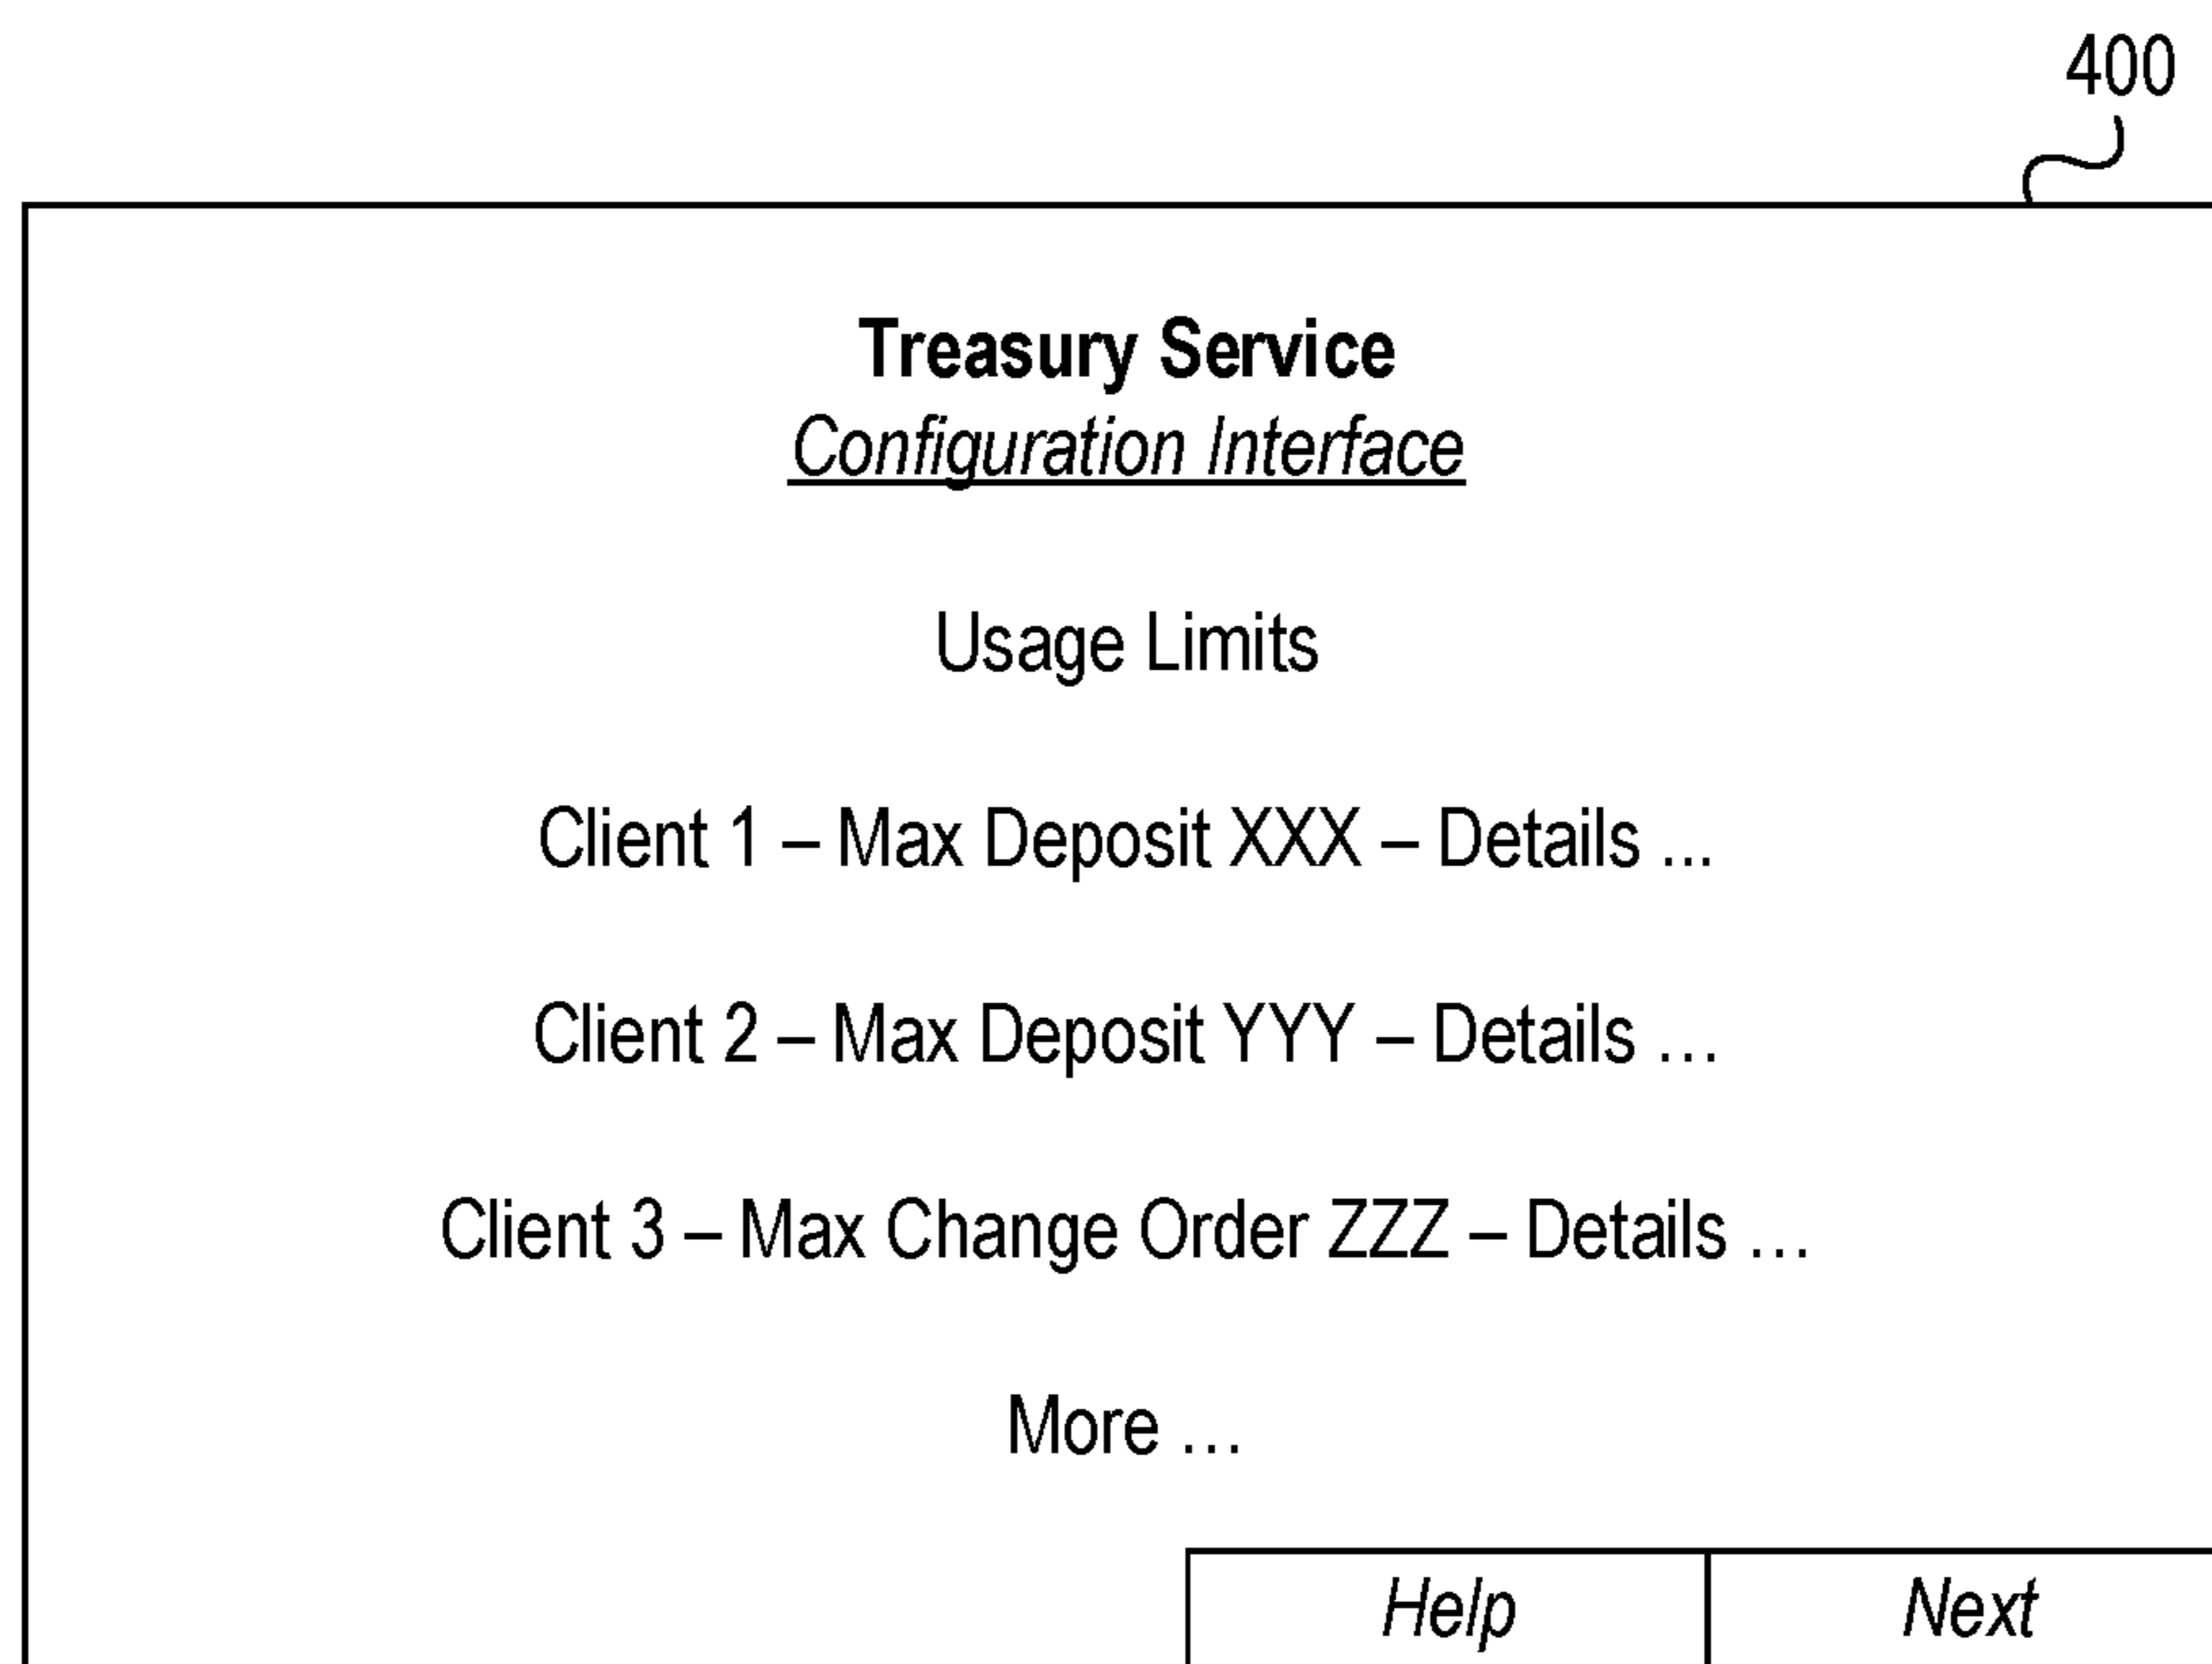 400
Treasury Service
Configuration Interface
Usage Limits
Client 1 – Max Deposit XXX – Details ...
Client 2 – Max Deposit YYY – Details ...
Client 3 – Max Change Order ZZZ – Details ...
More ...
Help
Next